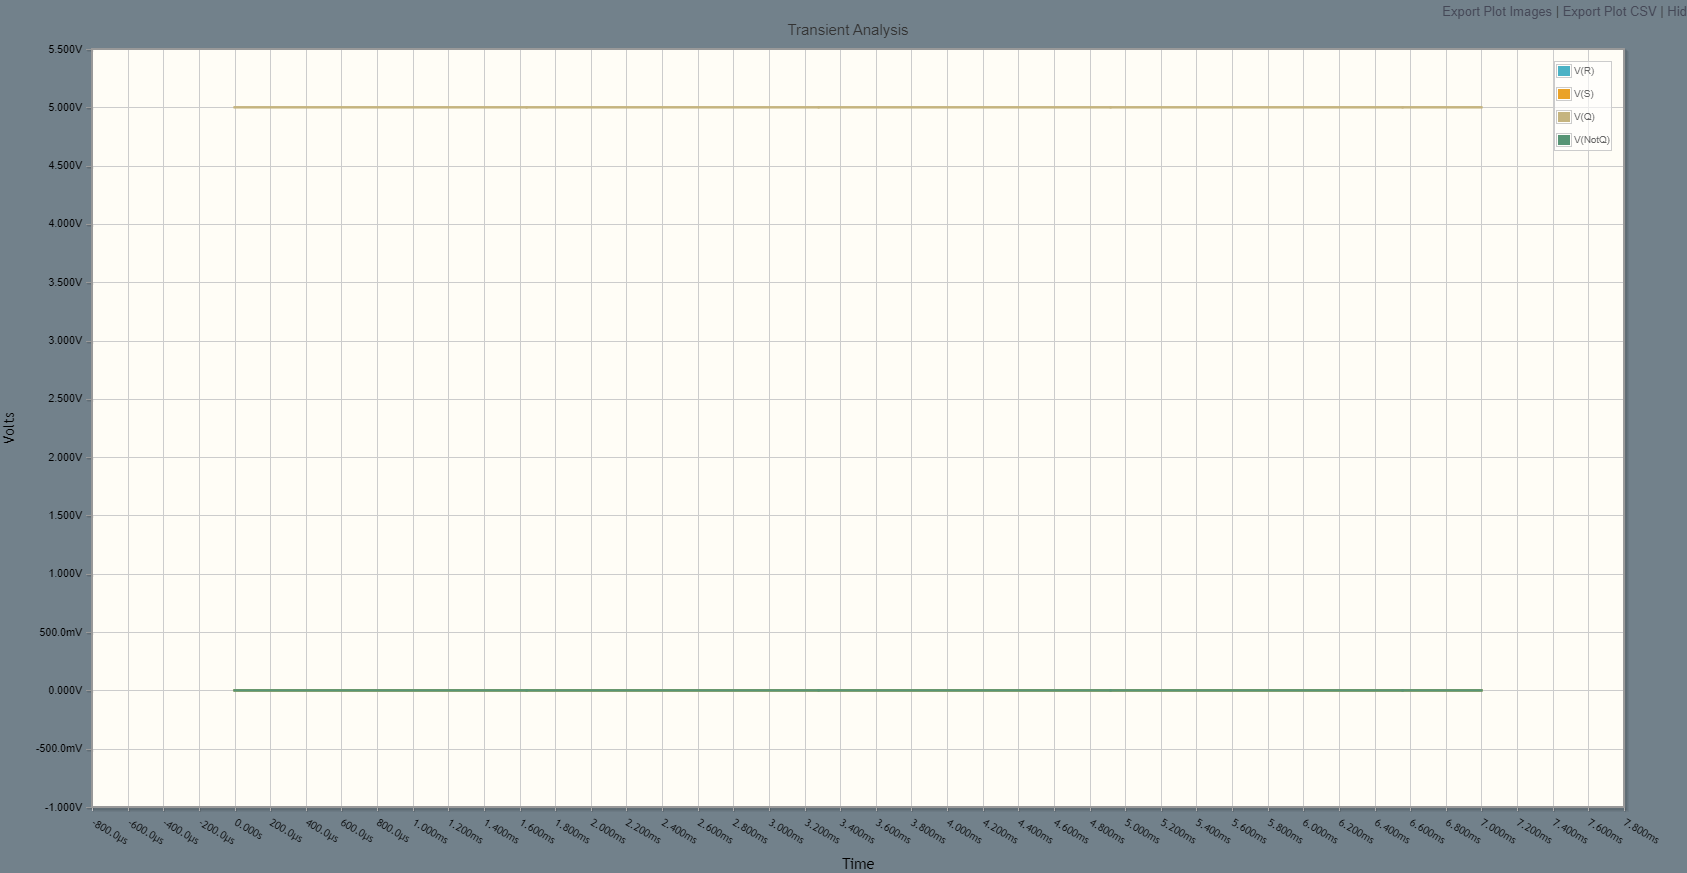 Export Plot Images | Export Plot CSV | Hid
Transient Analysis
5.500V
5.000V
4.500V
4.000V
3.500V
3.000V
2.500V
2.000V
1.500V
1.000V
500.0mV
0.000V
-500.0mV
-1.000V
Volts
V(R)
V(S)
V(Q)
V(NotQ)
-800.0µs
-600.0µs
-400.0µs
-200.0µs
0.000s
200.0µs
400.0µs
600.0µs
800.0µs
1.000ms
1.200ms
1.400ms
1.600ms
1.800ms
2.000ms
2.200ms
2.400ms
2.600ms
2.800ms
3.000ms
3.200ms
3.400ms
3.600ms
3.800ms
4.000ms
4.200ms
4.400ms
4.600ms
4.800ms
5.000ms
5.200ms
5.400ms
5.600ms
5.800ms
6.000ms
6.200ms
6.400ms
6.600ms
6.800ms
7.000ms
7.200ms
7.400ms
7.600ms
7.800ms
Time